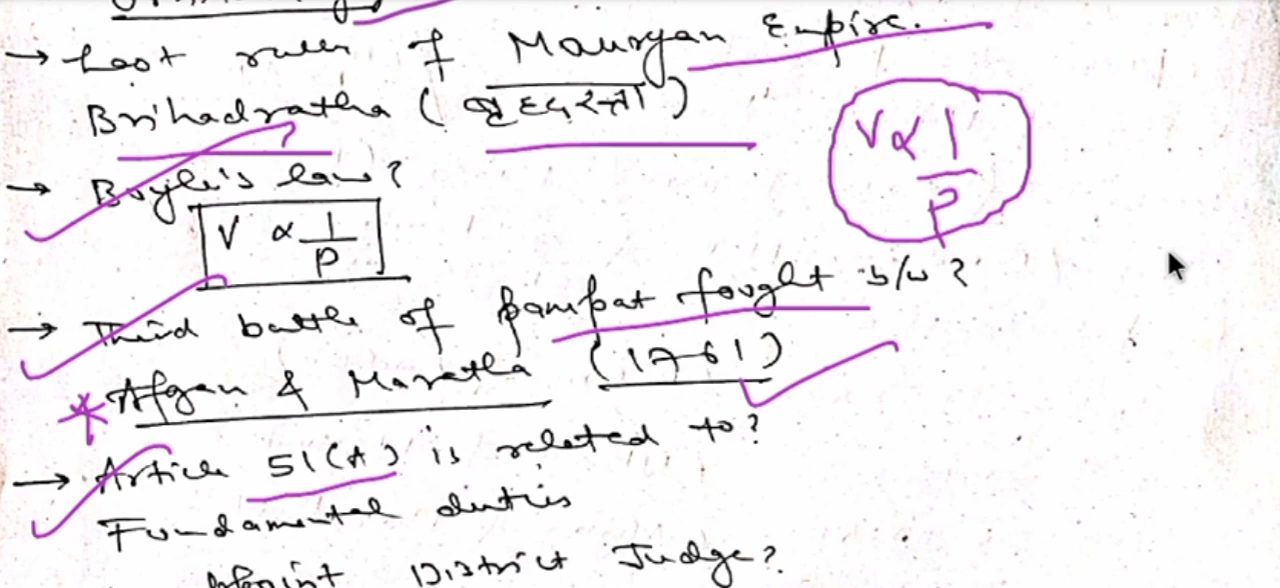 → Last ruler of Mauryan Empire.
Brihadratha (बृहद्रथ)
→ Boyle's law?
V ∝ 1/P
V ∝ 1/P
→ Third battle of panipat fought b/w?
* Afgan & Maratha (1761)
→ Article 51(A) is related to?
Fundamental duties
Appoint District Judge?